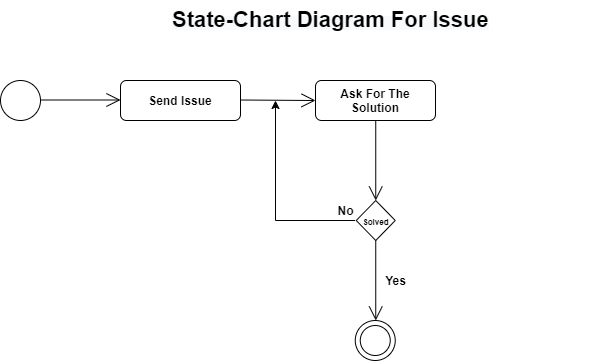 State-Chart Diagram For Issue
Send Issue
Ask For The
Solution
No
Solved
Yes